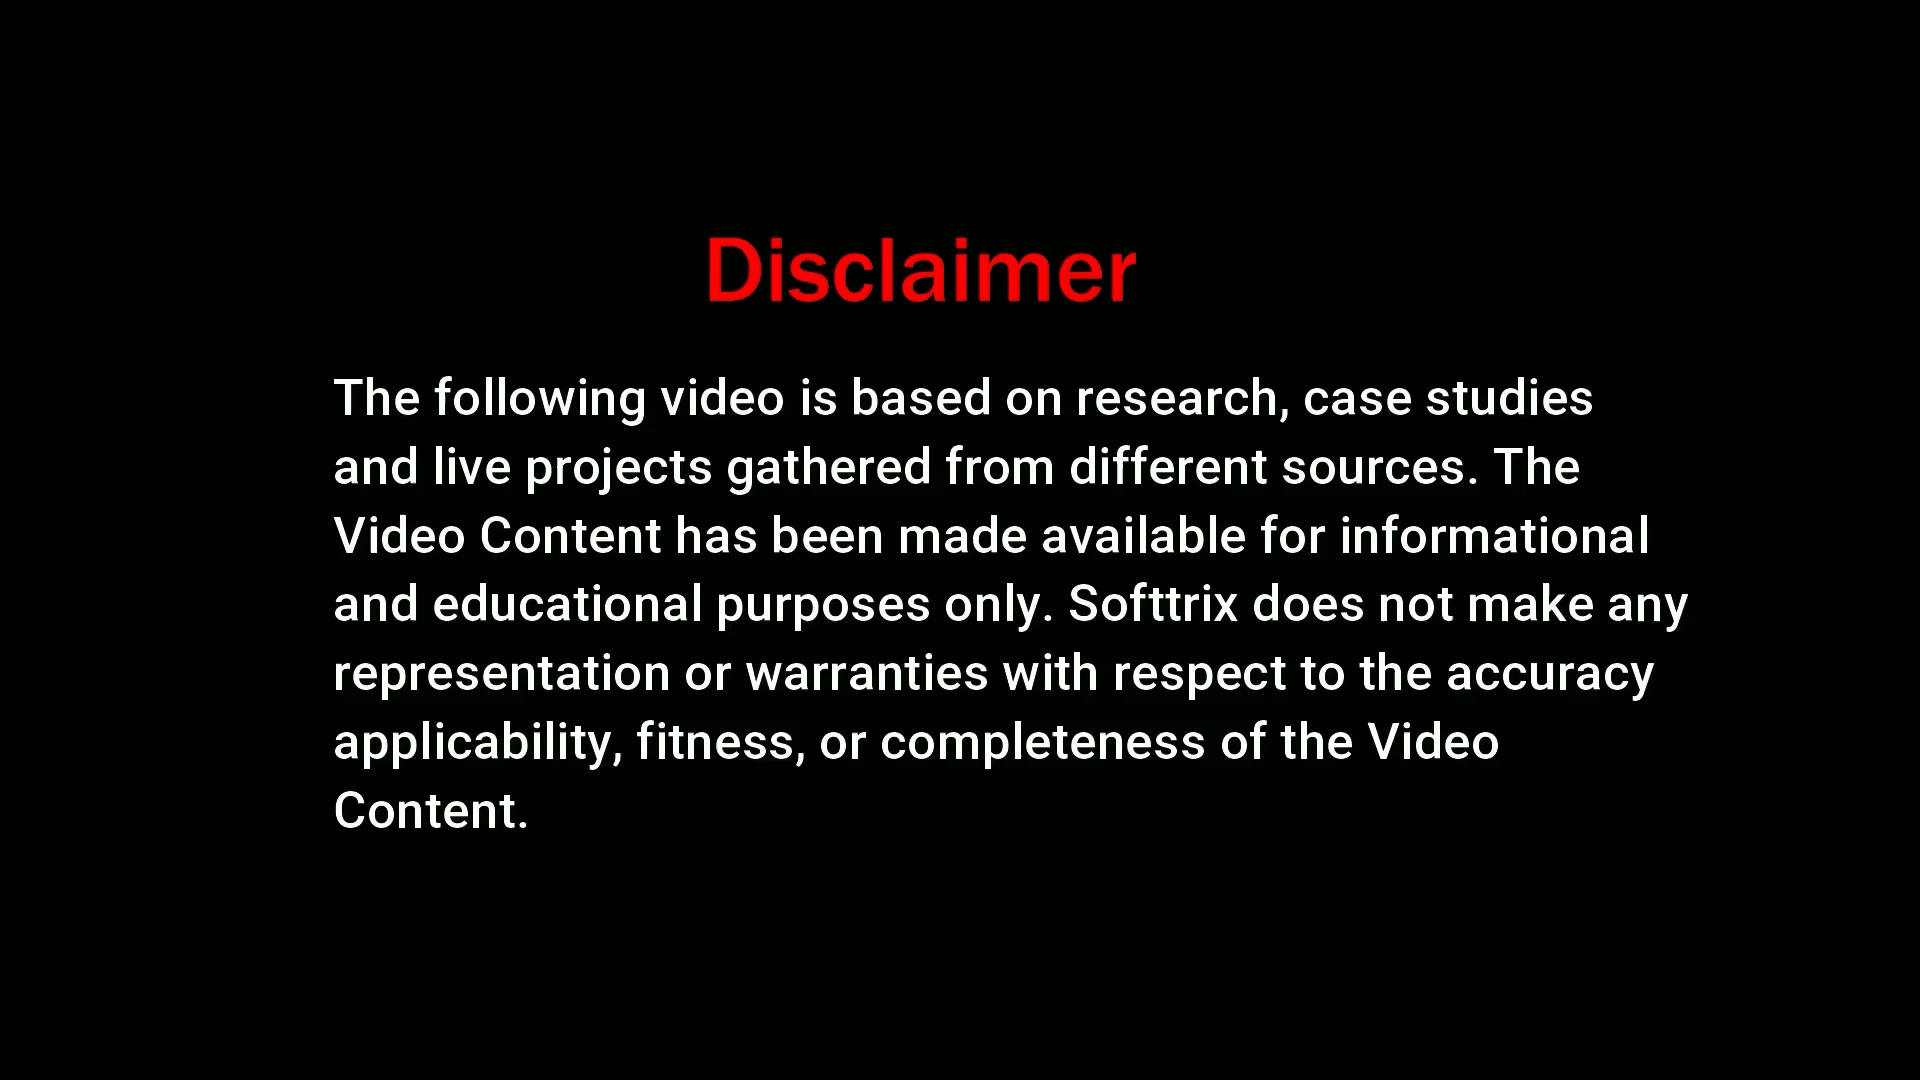 Disclaimer
The following video is based on research, case studies
and live projects gathered from different sources. The
Video Content has been made available for informational
and educational purposes only. Softtrix does not make any
representation or warranties with respect to the accuracy
applicability, fitness, or completeness of the Video
Content.